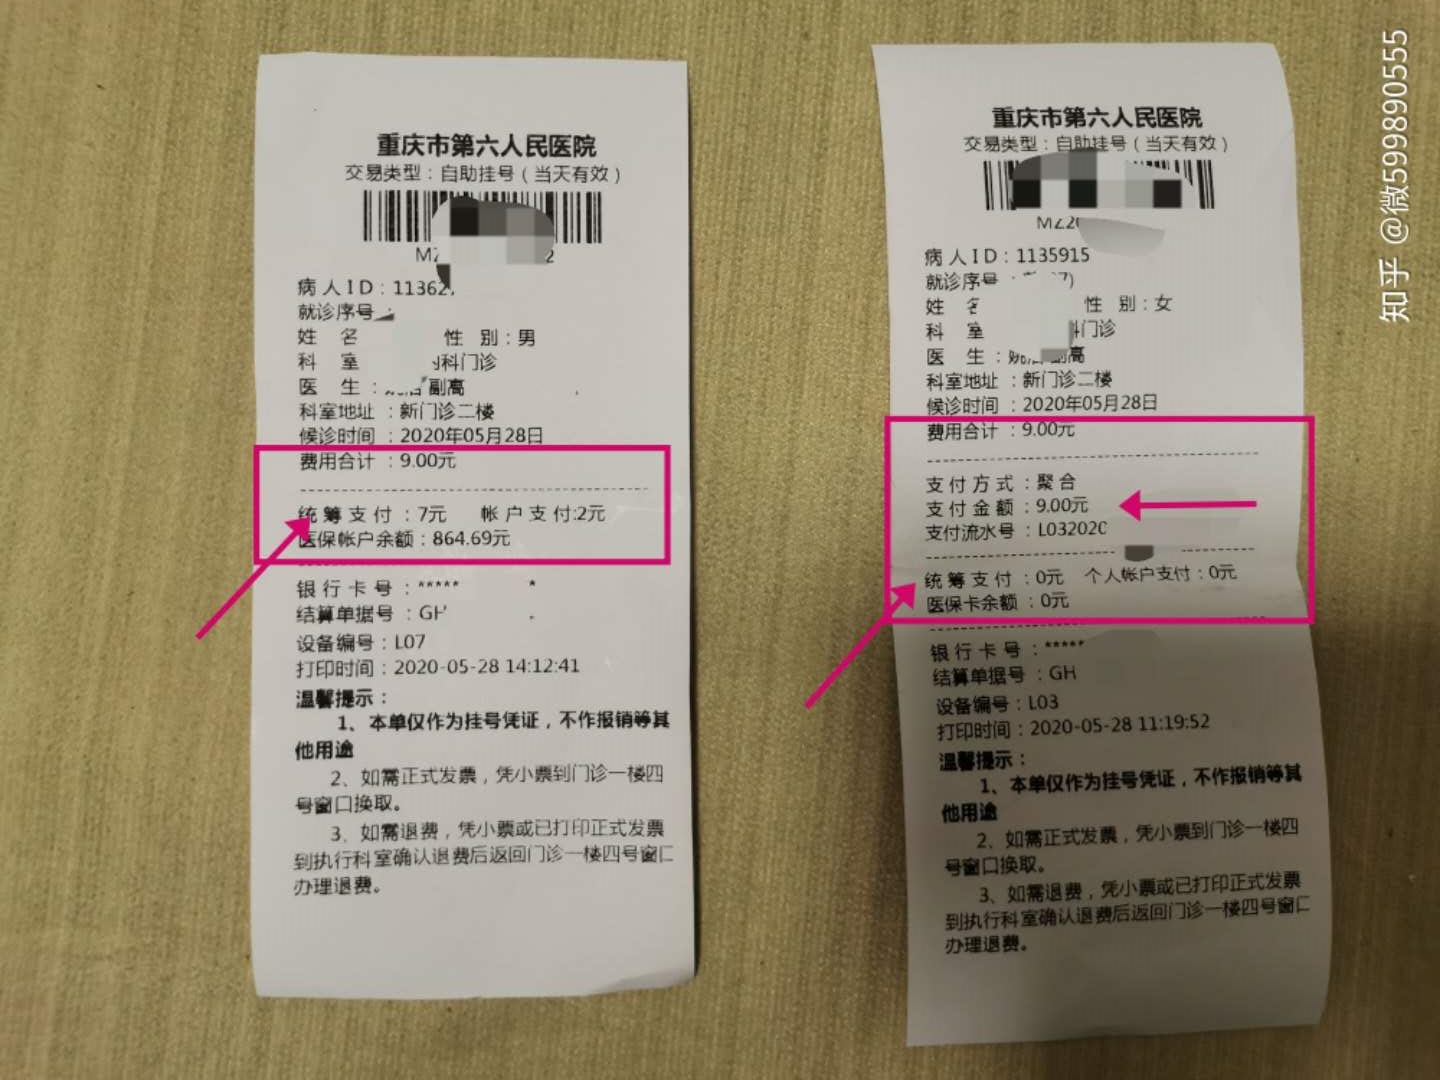 重庆市第六人民医院
交易类型：自助挂号（当天有效）
MZ 2
病人ID：11362
就诊序号：
姓 名 性 别：男
科 室 科门诊
医 生： 副高
科室地址 ：新门诊二楼
候诊时间 ：2020年05月28日
费用合计 ：9.00元
统筹支付 ：7元 帐户支付:2元
医保帐户余额：864.69元
银行卡号 ：***** *
结算单据号 ：GH
设备编号：L07
打印时间：2020-05-28 14:12:41
温馨提示：
1、本单仅作为挂号凭证，不作报销等其
他用途
2、如需正式发票，凭小票到门诊一楼四
号窗口换取。
3、如需退费，凭小票或已打印正式发票
到执行科室确认退费后返回门诊一楼四号窗口
办理退费。
重庆市第六人民医院
交易类型：自助挂号（当天有效）
MZ20
病人ID：1135915
就诊序号
姓 名 性 别：女
科 室 科门诊
医 生 ： 副高
科室地址 ：新门诊二楼
候诊时间 ：2020年05月28日
费用合计 ：9.00元
支付方式 ：聚合
支付金额 ：9.00元
支付流水号 ：L032020
统筹支付 ：0元 个人帐户支付：0元
医保卡余额 ：0元
银行卡号 ：*****
结算单据号 ：GH
设备编号：L03
打印时间：2020-05-28 11:19:52
温馨提示：
1、本单仅作为挂号凭证，不作报销等其
他用途
2、如需正式发票，凭小票到门诊一楼四
号窗口换取。
3、如需退费，凭小票或已打印正式发票
到执行科室确认退费后返回门诊一楼四号窗口
办理退费。
知乎 @微599890555